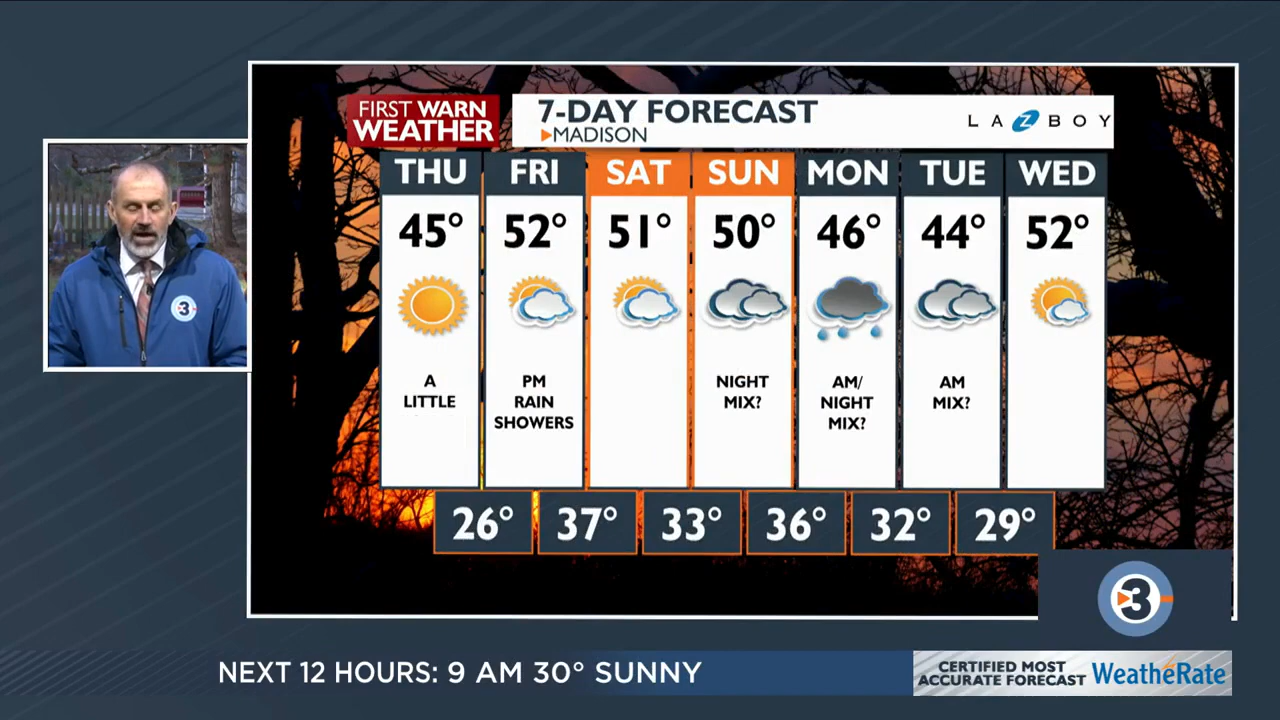 FIRST WARN
WEATHER
7-DAY FORECAST
MADISON
LAZBOY
THU FRI SAT SUN MON TUE WED
45° 52° 51° 50° 46° 44° 52°
A
LITTLE
PM
RAIN
SHOWERS
NIGHT
MIX?
AM/
NIGHT
MIX?
AM
MIX?
26° 37° 33° 36° 32° 29°
3
3
NEXT 12 HOURS: 9 AM 30° SUNNY
CERTIFIED MOST
ACCURATE FORECAST
WeatheRate